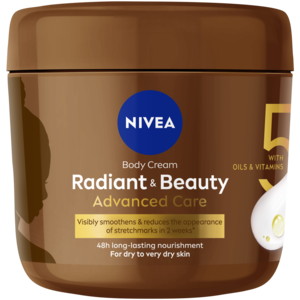 NIVEA
Body Cream
Radiant & Beauty
Advanced Care
Visibly smoothens & reduces the appearance
of stretchmarks in 2 weeks*
48h long-lasting nourishment
For dry to very dry skin
5
WITH
OILS & VITAMINS